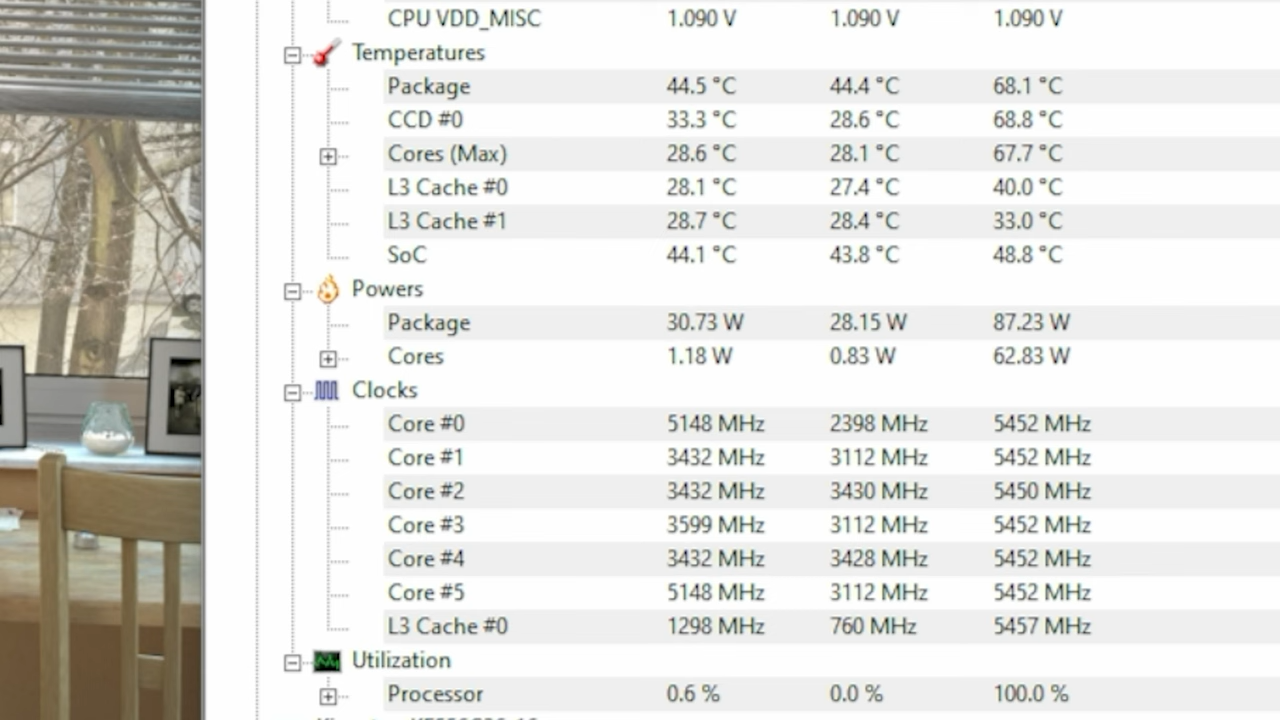 CPU VDD_MISC 1.090 V 1.090 V 1.090 V
Temperatures
Package 44.5 °C 44.4 °C 68.1 °C
CCD #0 33.3 °C 28.6 °C 68.8 °C
Cores (Max) 28.6 °C 28.1 °C 67.7 °C
L3 Cache #0 28.1 °C 27.4 °C 40.0 °C
L3 Cache #1 28.7 °C 28.4 °C 33.0 °C
SoC 44.1 °C 43.8 °C 48.8 °C
Powers
Package 30.73 W 28.15 W 87.23 W
Cores 1.18 W 0.83 W 62.83 W
Clocks
Core #0 5148 MHz 2398 MHz 5452 MHz
Core #1 3432 MHz 3112 MHz 5452 MHz
Core #2 3432 MHz 3430 MHz 5450 MHz
Core #3 3599 MHz 3112 MHz 5452 MHz
Core #4 3432 MHz 3428 MHz 5452 MHz
Core #5 5148 MHz 3112 MHz 5452 MHz
L3 Cache #0 1298 MHz 760 MHz 5457 MHz
Utilization
Processor 0.6 % 0.0 % 100.0 %